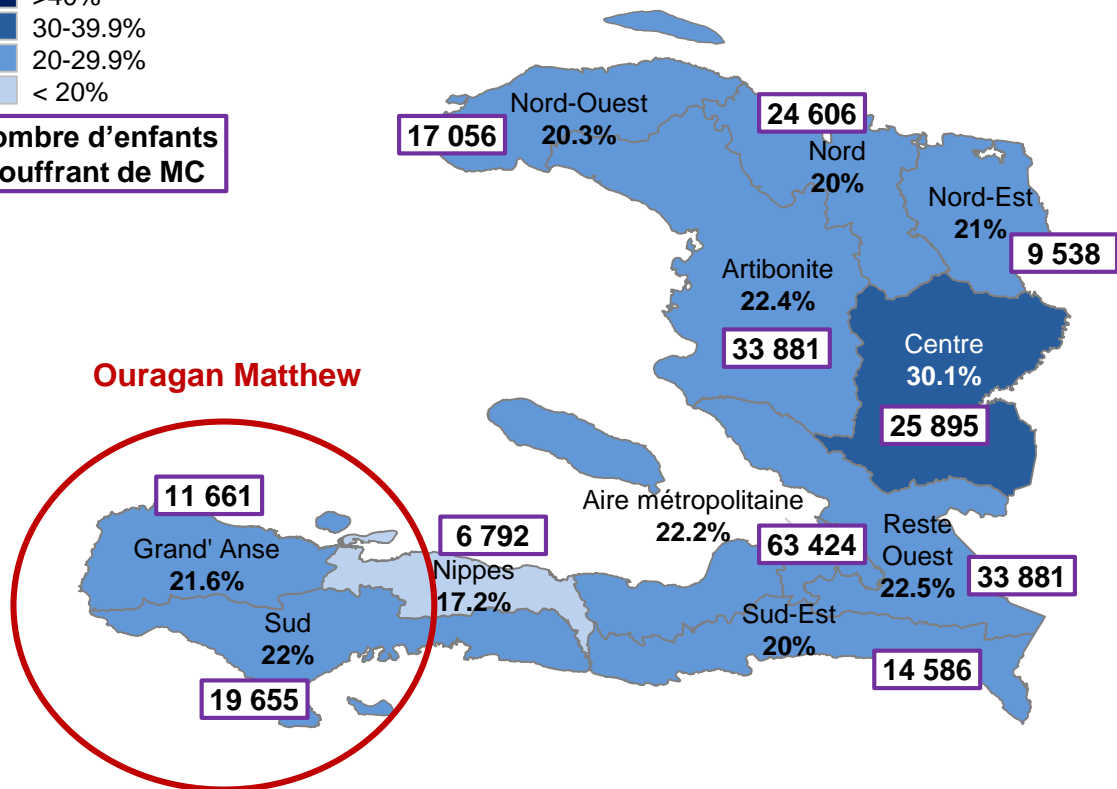 30-39.9%
20-29.9%
< 20%
ombre d'enfants
ouffrant de MC
Nord-Ouest
20.3%
17 056
24 606
Nord
20%
Nord-Est
21%
9 538
Artibonite
22.4%
33 881
Centre
30.1%
25 895
Ouragan Matthew
11 661
Grand' Anse
21.6%
6 792
Nippes
17.2%
Sud
22%
19 655
Aire métropolitaine
22.2%
63 424
Reste
Ouest
22.5%
33 881
Sud-Est
20%
14 586